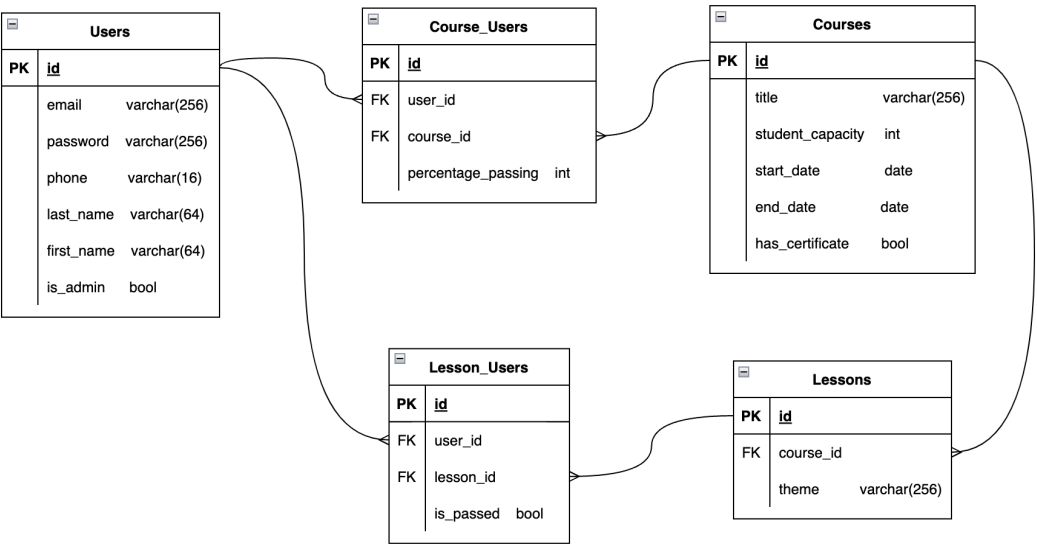 Users
PK id
email varchar(256)
password varchar(256)
phone varchar(16)
last_name varchar(64)
first_name varchar(64)
is_admin bool
Course_Users
PK id
FK user_id
FK course_id
percentage_passing int
Courses
PK id
title varchar(256)
student_capacity int
start_date date
end_date date
has_certificate bool
Lesson_Users
PK id
FK user_id
FK lesson_id
is_passed bool
Lessons
PK id
FK course_id
theme varchar(256)